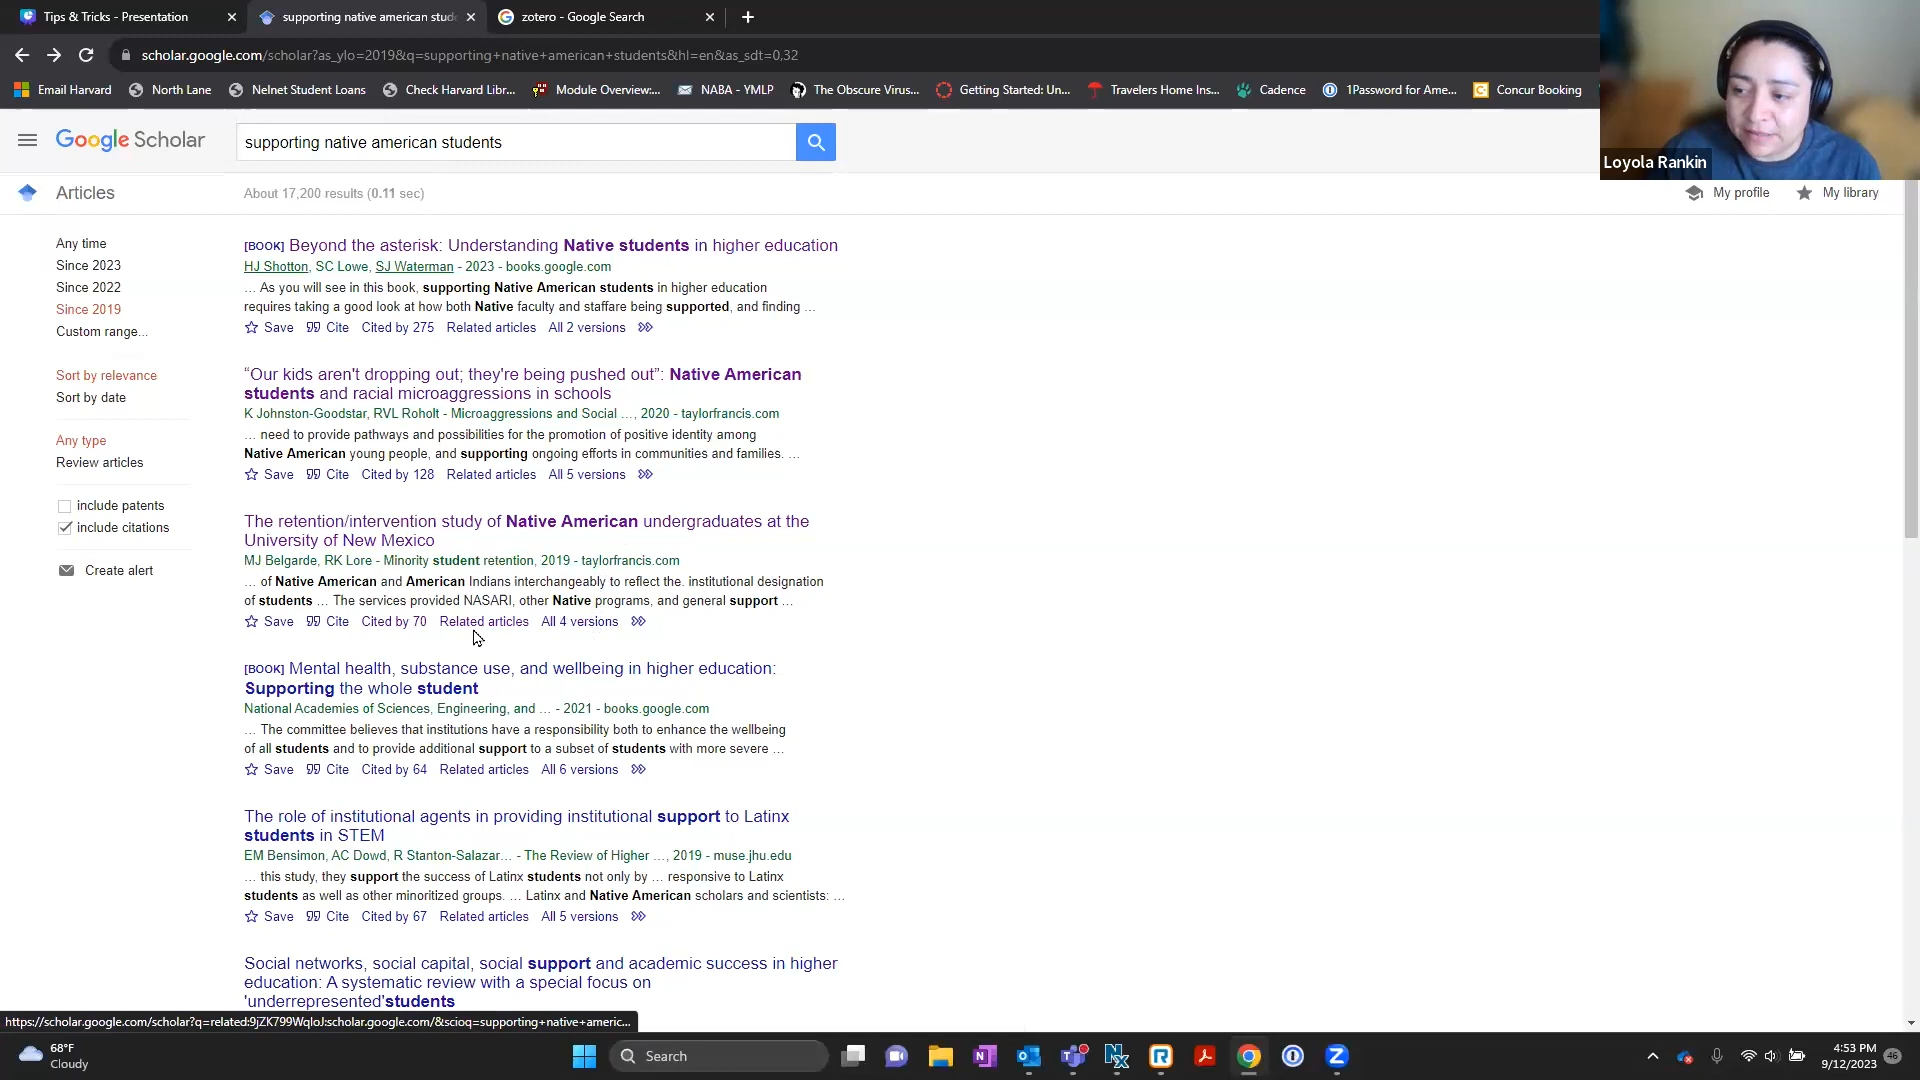 Tips & Tricks - Presentation
supporting native american stud
zotero - Google Search
scholar.google.com/scholar?as_ylo=2019&q=supporting+native+american+students&hl=en&as_sdt=0,32
Email Harvard
North Lane
Nelnet Student Loans
Check Harvard Libr...
Module Overview:...
NABA - YMLP
The Obscure Virus...
Getting Started: Un...
Travelers Home Ins...
Cadence
1Password for Ame...
Concur Booking
Loyola Rankin
Google Scholar
supporting native american students
Articles
About 17,200 results (0.11 sec)
My profile
My library
Any time
Since 2023
Since 2022
Since 2019
Custom range...
Sort by relevance
Sort by date
Any type
Review articles
include patents
include citations
Create alert
[BOOK] Beyond the asterisk: Understanding Native students in higher education
HJ Shotton, SC Lowe, SJ Waterman - 2023 - books.google.com
… As you will see in this book, supporting Native American students in higher education
requires taking a good look at how both Native faculty and staffare being supported, and finding …
Save Cite Cited by 275 Related articles All 2 versions
“Our kids aren't dropping out; they're being pushed out”: Native American
students and racial microaggressions in schools
K Johnston-Goodstar, RVL Roholt - Microaggressions and Social …, 2020 - taylorfrancis.com
… need to provide pathways and possibilities for the promotion of positive identity among
Native American young people, and supporting ongoing efforts in communities and families. …
Save Cite Cited by 128 Related articles All 5 versions
The retention/intervention study of Native American undergraduates at the
University of New Mexico
MJ Belgarde, RK Lore - Minority student retention, 2019 - taylorfrancis.com
… of Native American and American Indians interchangeably to reflect the. institutional designation
of students … The services provided NASARI, other Native programs, and general support …
Save Cite Cited by 70 Related articles All 4 versions
[BOOK] Mental health, substance use, and wellbeing in higher education:
Supporting the whole student
National Academies of Sciences, Engineering, and … - 2021 - books.google.com
… The committee believes that institutions have a responsibility both to enhance the wellbeing
of all students and to provide additional support to a subset of students with more severe …
Save Cite Cited by 64 Related articles All 6 versions
The role of institutional agents in providing institutional support to Latinx
students in STEM
EM Bensimon, AC Dowd, R Stanton-Salazar… - The Review of Higher …, 2019 - muse.jhu.edu
… this study, they support the success of Latinx students not only by … responsive to Latinx
students as well as other minoritized groups. … Latinx and Native American scholars and scientists: …
Save Cite Cited by 67 Related articles All 5 versions
Social networks, social capital, social support and academic success in higher
education: A systematic review with a special focus on
'underrepresented'students
https://scholar.google.com/scholar?q=related:9jZK799WqloJ:scholar.google.com/&scioq=supporting+native+americ...
68°F
Cloudy
Search
4:53 PM
9/12/2023
46